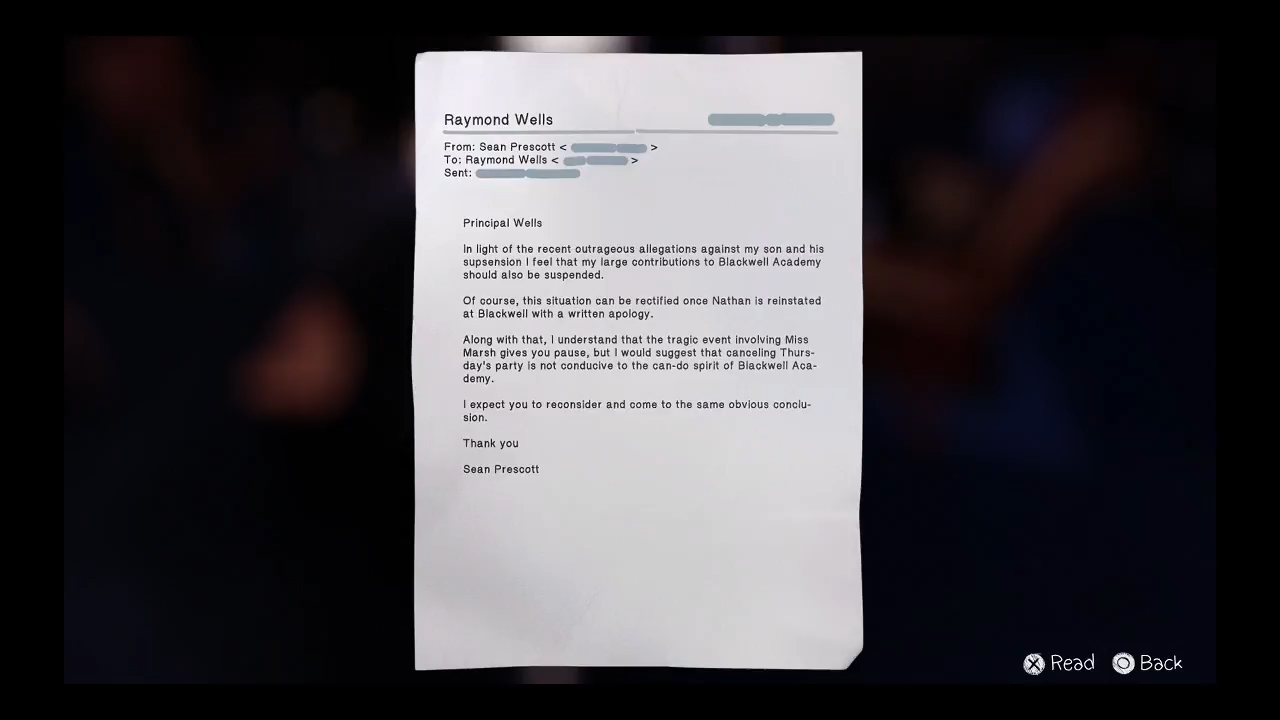 Raymond Wells
From: Sean Prescott < >
To: Raymond Wells < >
Sent:
Principal Wells
In light of the recent outrageous allegations against my son and his
supsension I feel that my large contributions to Blackwell Academy
should also be suspended.
Of course, this situation can be rectified once Nathan is reinstated
at Blackwell with a written apology.
Along with that, I understand that the tragic event involving Miss
Marsh gives you pause, but I would suggest that canceling Thurs-
day's party is not conducive to the can-do spirit of Blackwell Aca-
demy.
I expect you to reconsider and come to the same obvious conclu-
sion.
Thank you
Sean Prescott
Read Back